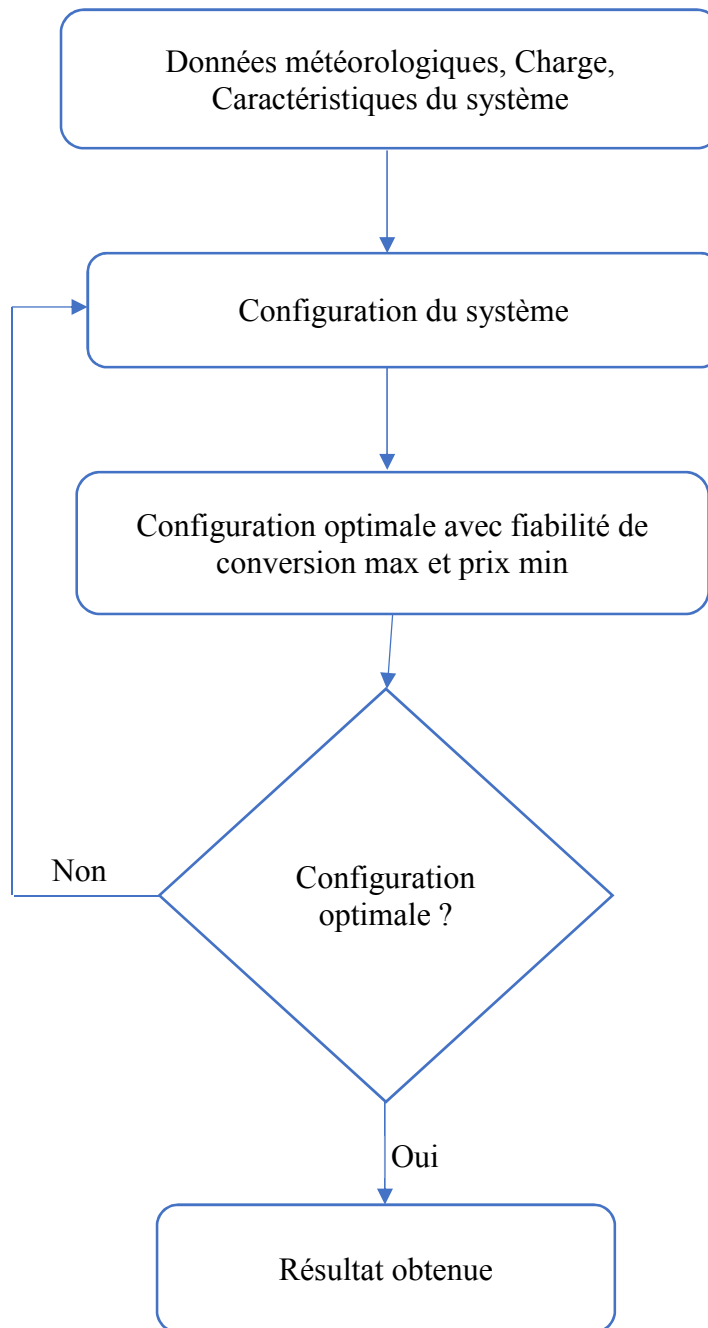 Données météorologiques, Charge,
Caractéristiques du système
Configuration du système
Configuration optimale avec fiabilité de
conversion max et prix min
Non
Configuration
optimale ?
Oui
Résultat obtenue